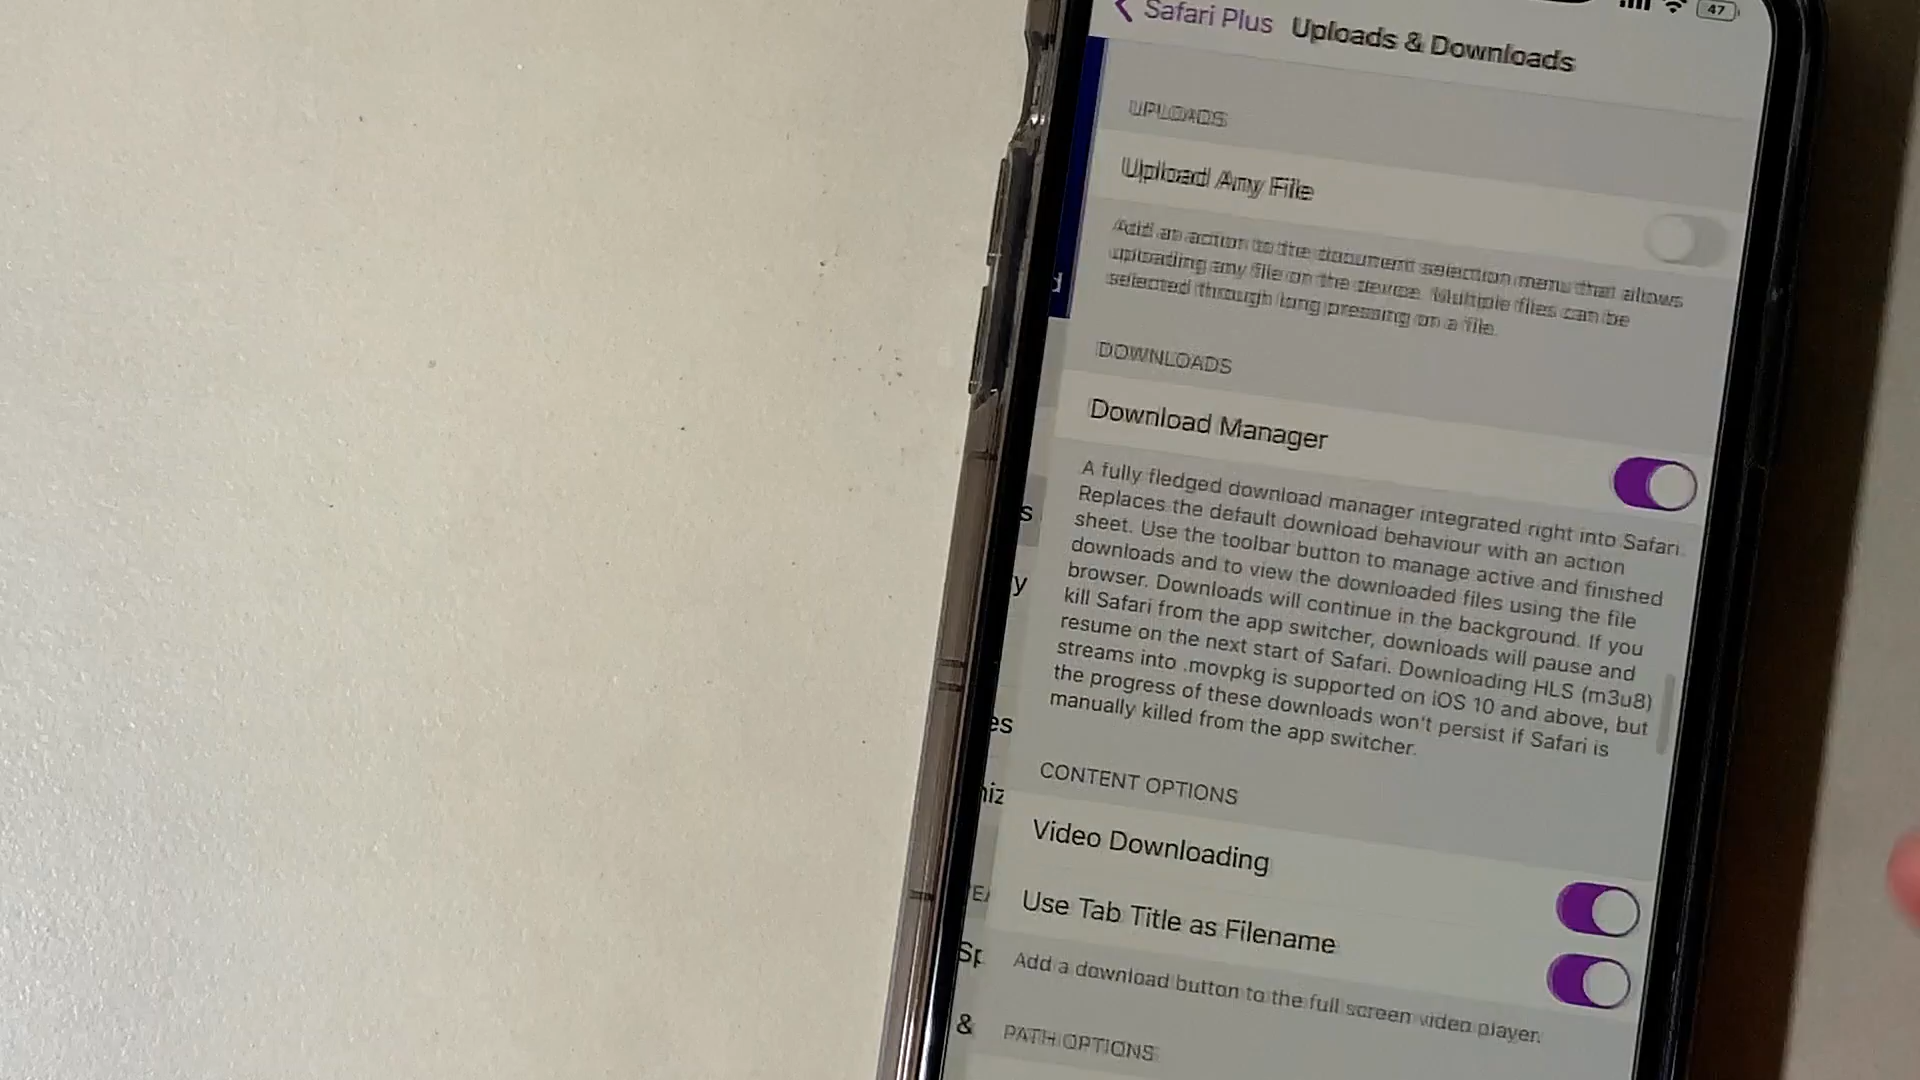 47
Safari Plus Uploads & Downloads
UPLOADS
Upload Any File
Add an action to the document selection menu that allows
uploading any file on the device. Multiple files can be
selected through long pressing on a file.
DOWNLOADS
Download Manager
A fully fledged download manager integrated right into Safari.
Replaces the default download behaviour with an action
sheet. Use the toolbar button to manage active and finished
downloads and to view the downloaded files using the file
browser. Downloads will continue in the background. If you
kill Safari from the app switcher, downloads will pause and
resume on the next start of Safari. Downloading HLS (m3u8)
streams into .movpkg is supported on iOS 10 and above, but
the progress of these downloads won't persist if Safari is
manually killed from the app switcher.
CONTENT OPTIONS
Video Downloading
Use Tab Title as Filename
Add a download button to the full screen video player.
&
PATH OPTIONS